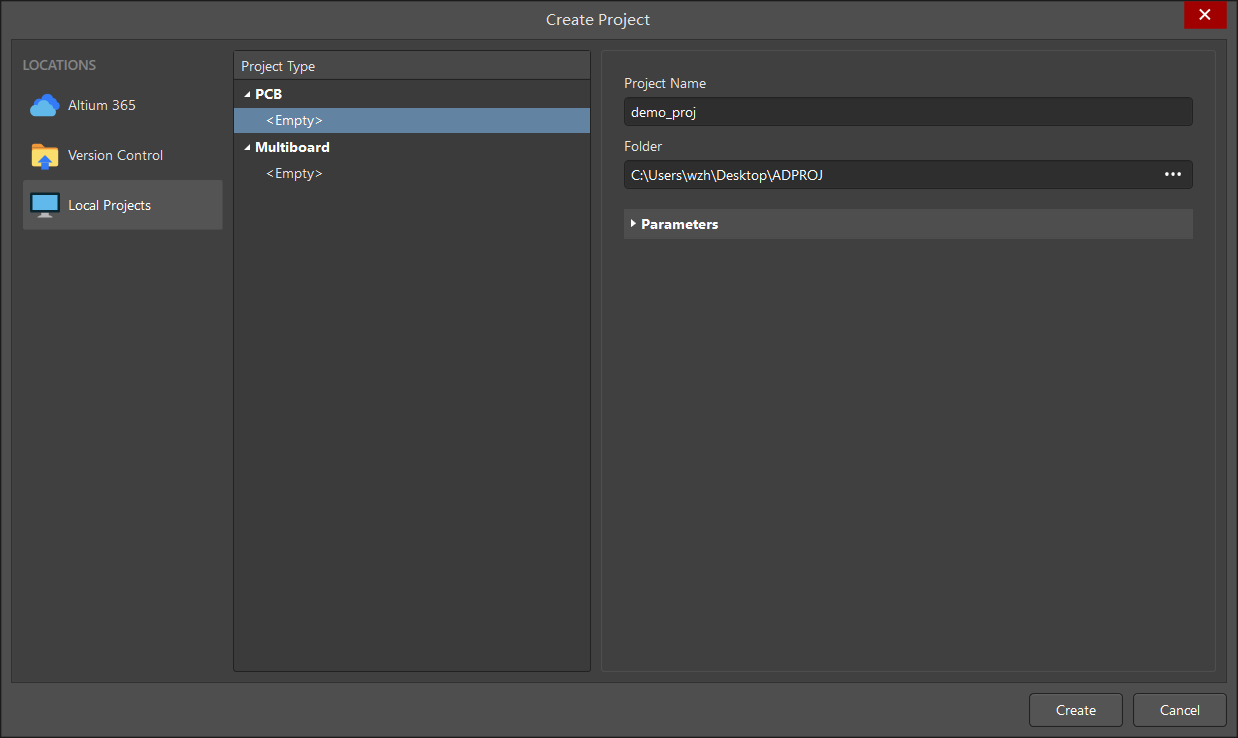 Create Project
LOCATIONS
Altium 365
Version Control
Local Projects
Project Type
PCB
<Empty>
Multiboard
<Empty>
Project Name
demo_proj
Folder
C:\Users\wzh\Desktop\ADPROJ
Parameters
Create
Cancel